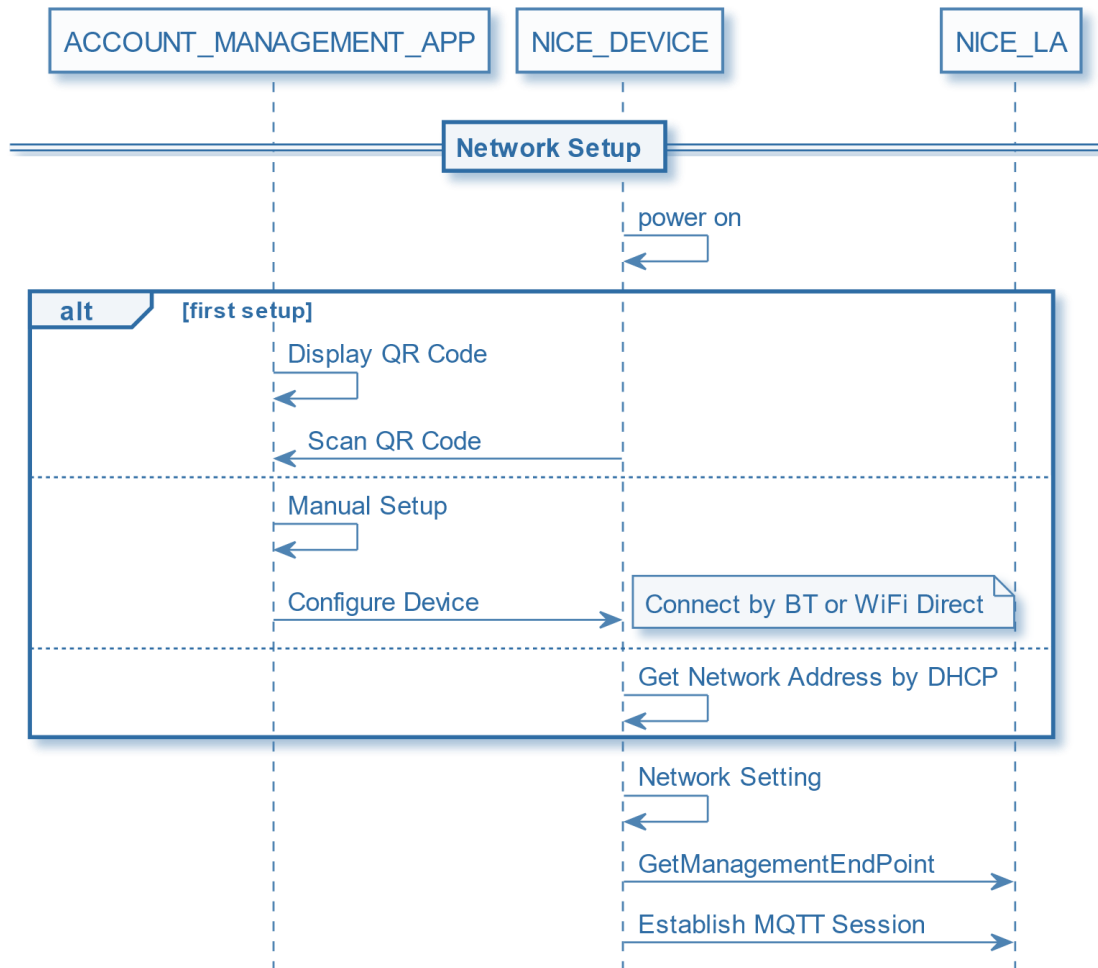 ACCOUNT_MANAGEMENT_APP
NICE_DEVICE
NICE_LA
Network Setup
power on
alt
[first setup]
Display QR Code
Scan QR Code
Manual Setup
Configure Device
Connect by BT or WiFi Direct
Get Network Address by DHCP
Network Setting
GetManagementEndPoint
Establish MQTT Session